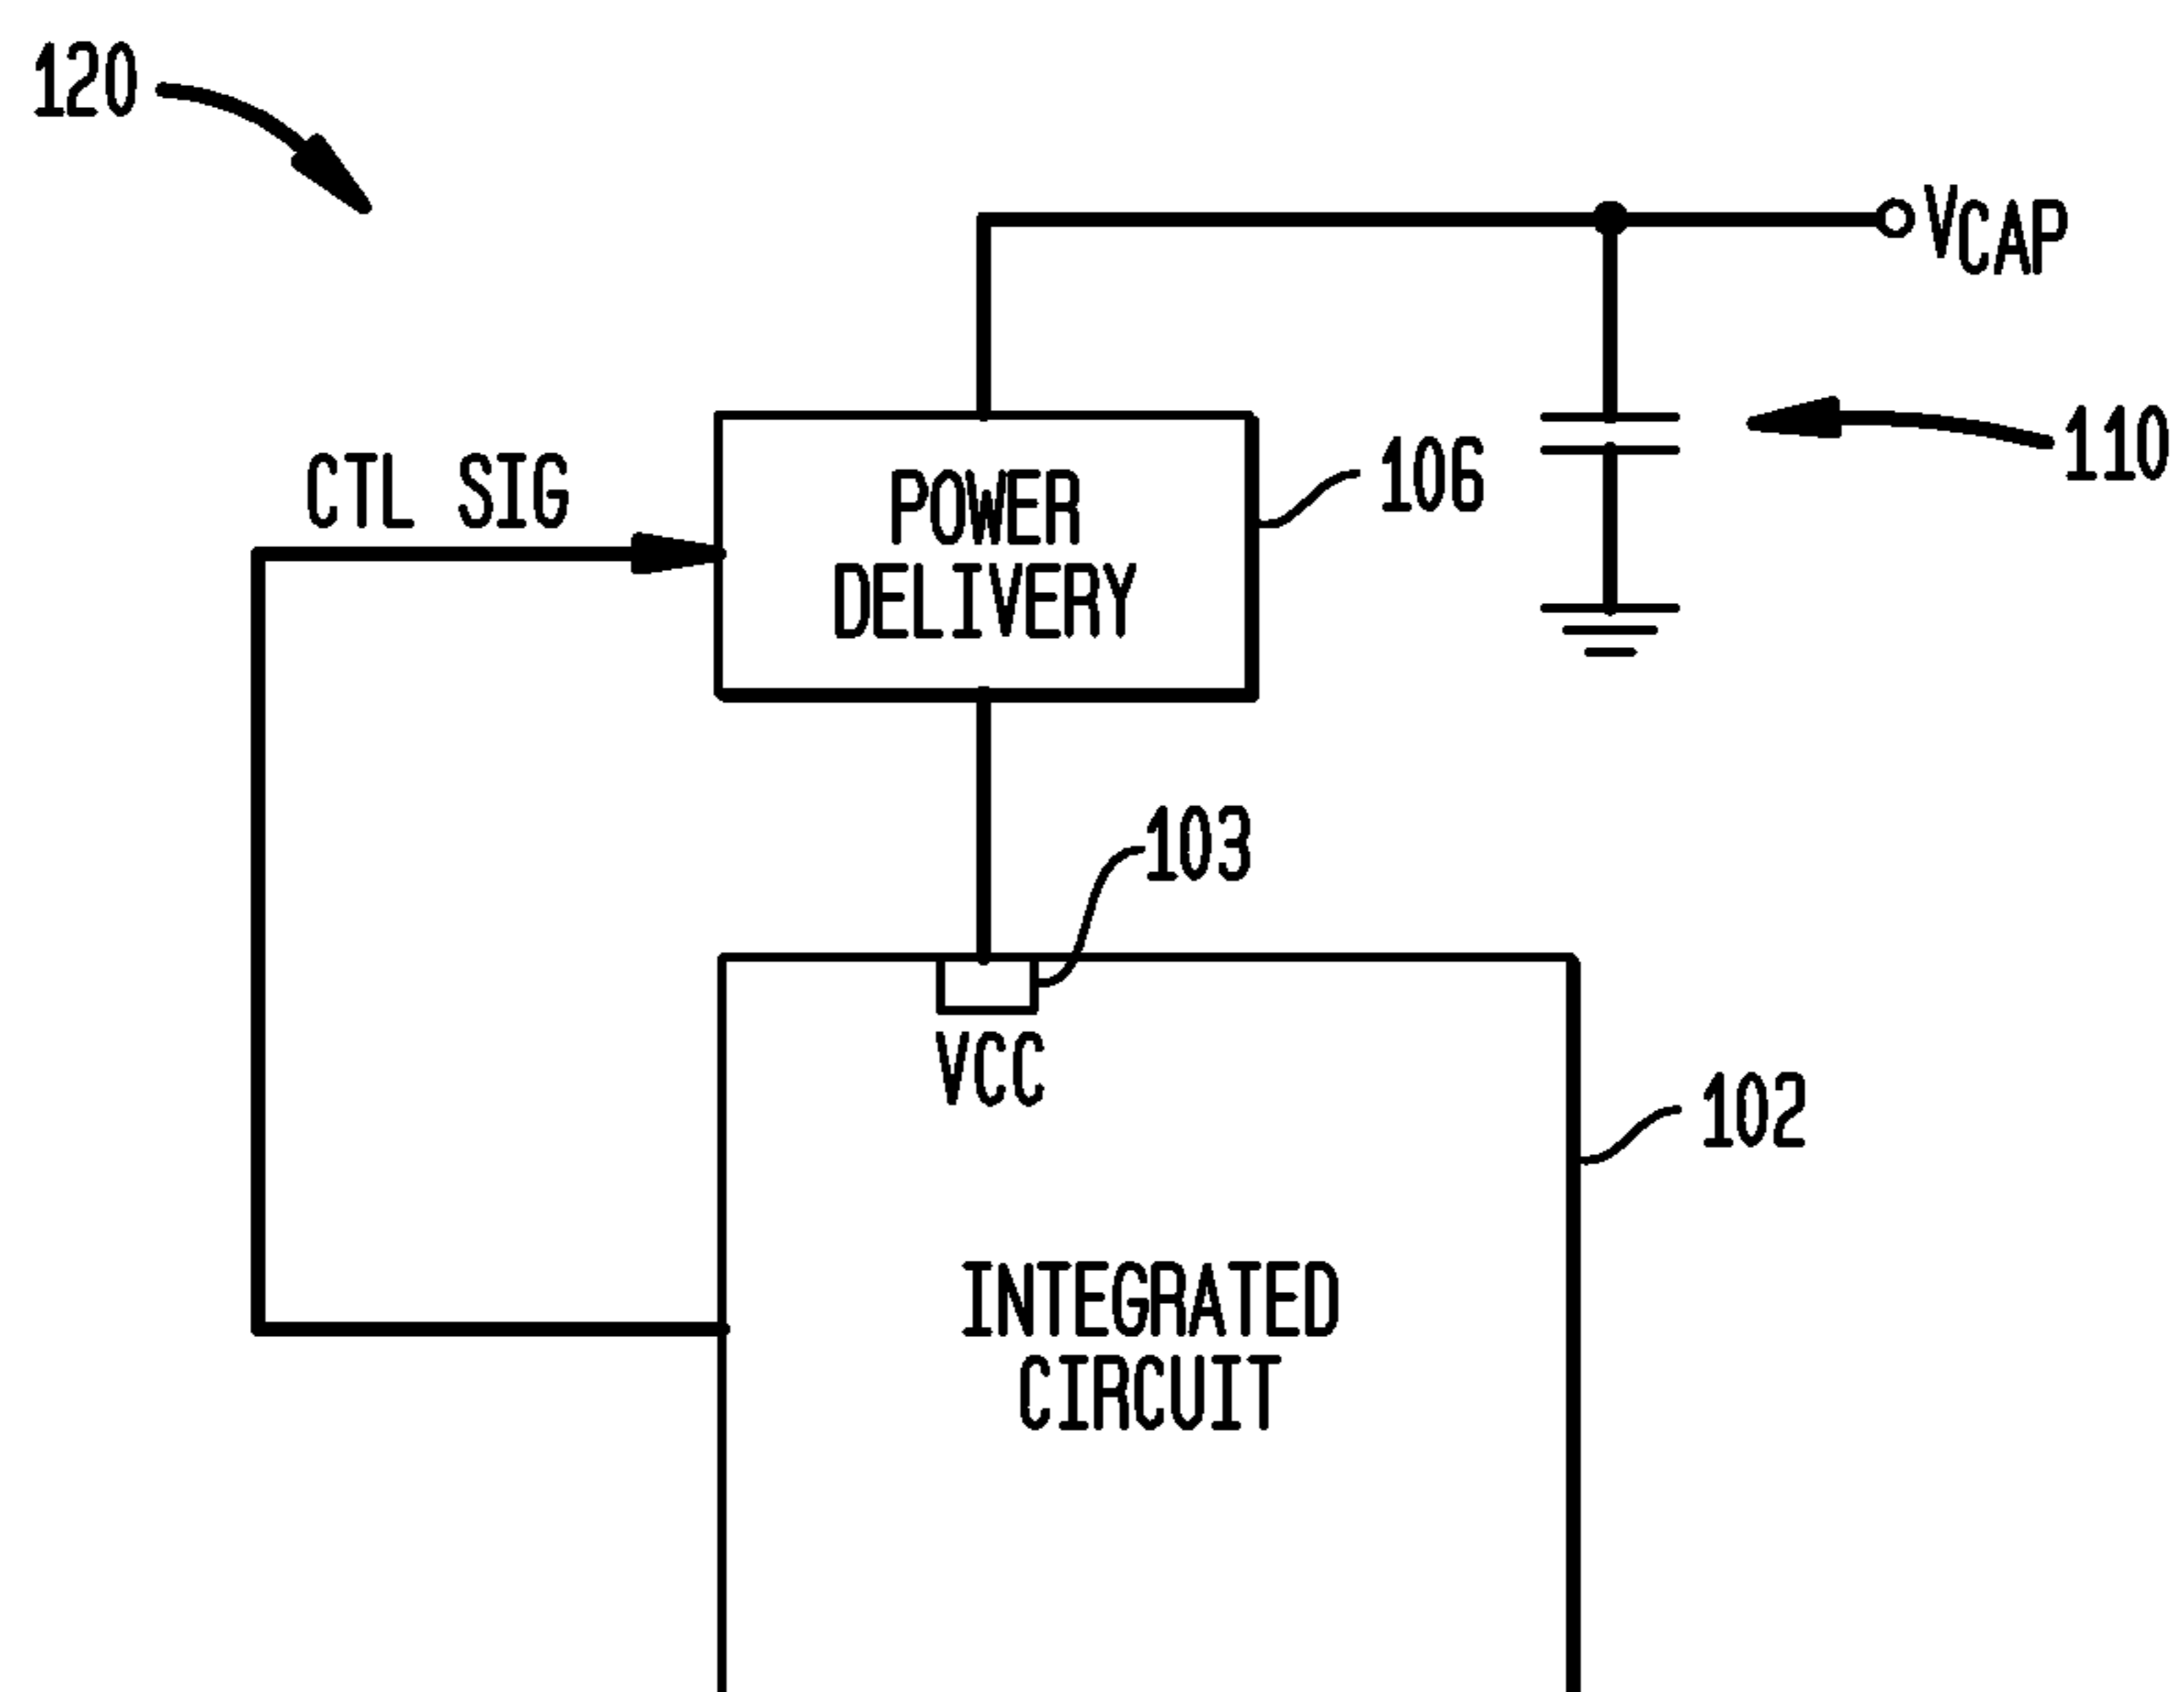 120
VCAP
110
CTL SIG
POWER
DELIVERY
106
103
VCC
102
INTEGRATED
CIRCUIT